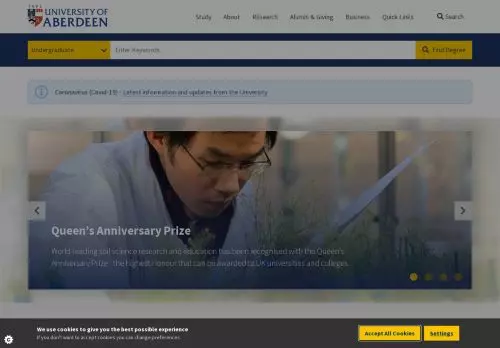 1495
UNIVERSITY OF
ABERDEEN
Study About Research Alumni & Giving Business Quick Links Search
Undergraduate Enter Keywords... Find Degree
Coronavirus (Covid-19) - Latest information and updates from the University
Queen's Anniversary Prize
World-leading soil science research and education has been recognised with the Queen's
Anniversary Prize - the highest honour that can be awarded to UK universities and colleges.
We use cookies to give you the best possible experience
If you don't want to accept cookies you can change preferences
Accept All Cookies Settings